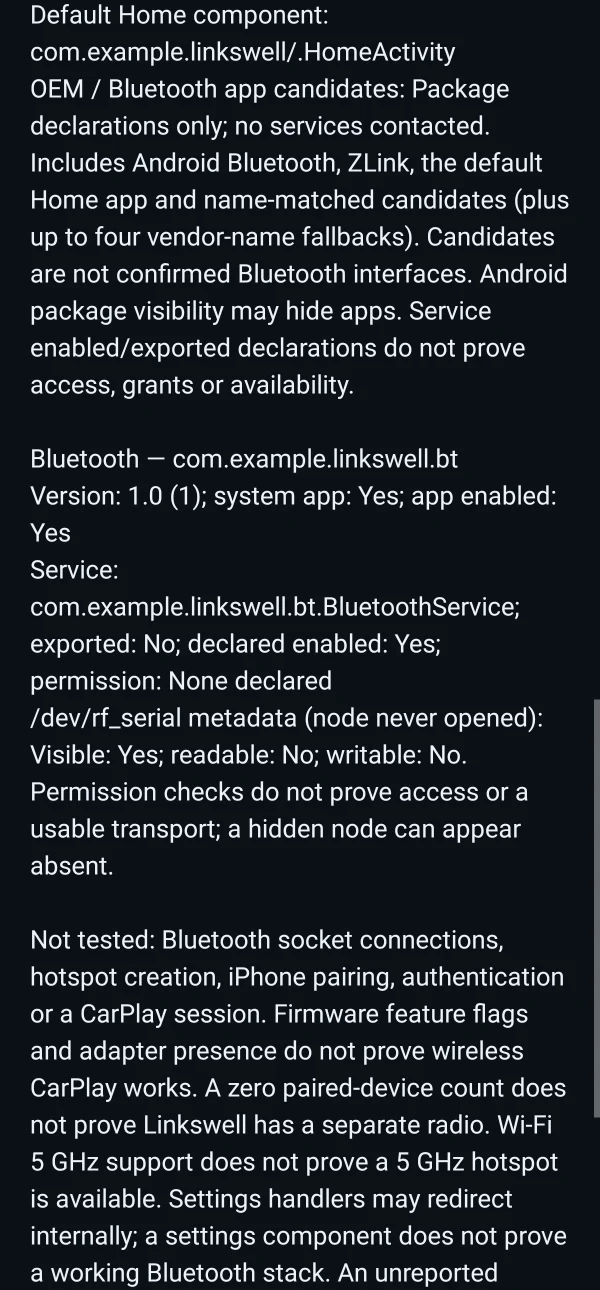 Default Home component:
com.example.linkswell/.HomeActivity
OEM / Bluetooth app candidates: Package
declarations only; no services contacted.
Includes Android Bluetooth, ZLink, the default
Home app and name-matched candidates (plus
up to four vendor-name fallbacks). Candidates
are not confirmed Bluetooth interfaces. Android
package visibility may hide apps. Service
enabled/exported declarations do not prove
access, grants or availability.

Bluetooth — com.example.linkswell.bt
Version: 1.0 (1); system app: Yes; app enabled:
Yes
Service:
com.example.linkswell.bt.BluetoothService;
exported: No; declared enabled: Yes;
permission: None declared
/dev/rf_serial metadata (node never opened):
Visible: Yes; readable: No; writable: No.
Permission checks do not prove access or a
usable transport; a hidden node can appear
absent.

Not tested: Bluetooth socket connections,
hotspot creation, iPhone pairing, authentication
or a CarPlay session. Firmware feature flags
and adapter presence do not prove wireless
CarPlay works. A zero paired-device count does
not prove Linkswell has a separate radio. Wi-Fi
5 GHz support does not prove a 5 GHz hotspot
is available. Settings handlers may redirect
internally; a settings component does not prove
a working Bluetooth stack. An unreported